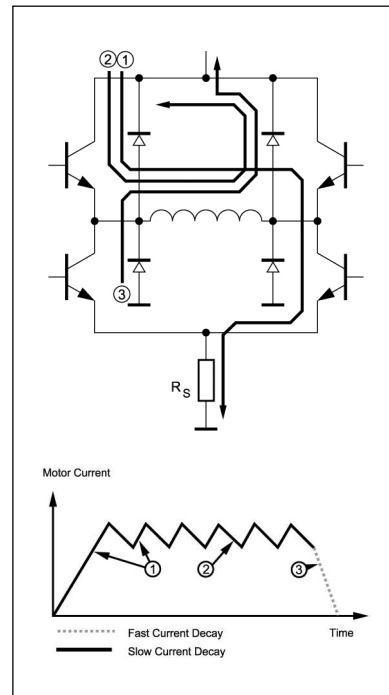 ② ①
③
R S
Motor Current
① ② ③
Fast Current Decay Time
Slow Current Decay